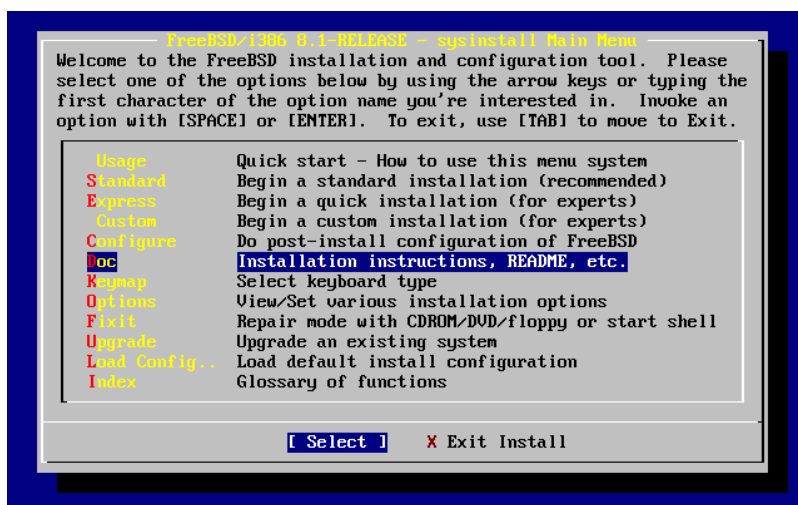 FreeBSD/i386 8.1-RELEASE - sysinstall Main Menu
Welcome to the FreeBSD installation and configuration tool.  Please
select one of the options below by using the arrow keys or typing the
first character of the option name you're interested in.  Invoke an
option with [SPACE] or [ENTER].  To exit, use [TAB] to move to Exit.
Usage Quick start - How to use this menu system
Standard Begin a standard installation (recommended)
Express Begin a quick installation (for experts)
Custom Begin a custom installation (for experts)
Configure Do post-install configuration of FreeBSD
Doc Installation instructions, README, etc.
Keymap Select keyboard type
Options View/Set various installation options
Fixit Repair mode with CDROM/DVD/floppy or start shell
Upgrade Upgrade an existing system
Load Config.. Load default install configuration
Index Glossary of functions
[ Select ] X Exit Install